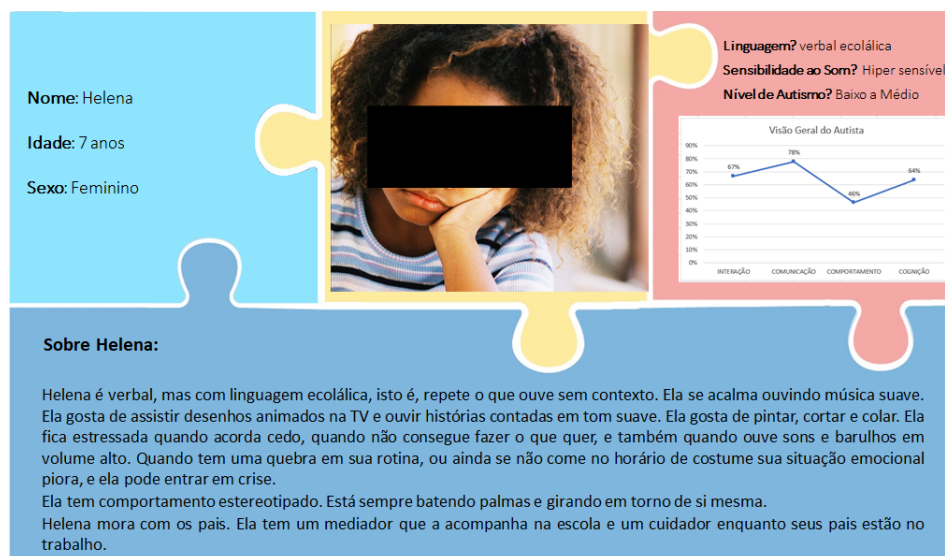 Nome: Helena
Idade: 7 anos
Sexo: Feminino
Linguagem? verbal ecolálica
Sensibilidade ao Som? Hiper sensível
Nível de Autismo? Baixo a Médio
Visão Geral do Autista
90%
80%
70%
60%
50%
40%
30%
20%
10%
0%
67%
78%
46%
64%
INTERAÇÃO COMUNICAÇÃO COMPORTAMENTO COGNIÇÃO
Sobre Helena:
Helena é verbal, mas com linguagem ecolálica, isto é, repete o que ouve sem contexto. Ela se acalma ouvindo música suave.
Ela gosta de assistir desenhos animados na TV e ouvir histórias contadas em tom suave. Ela gosta de pintar, cortar e colar. Ela
fica estressada quando acorda cedo, quando não consegue fazer o que quer, e também quando ouve sons e barulhos em
volume alto. Quando tem uma quebra em sua rotina, ou ainda se não come no horário de costume sua situação emocional
piora, e ela pode entrar em crise.
Ela tem comportamento estereotipado. Está sempre batendo palmas e girando em torno de si mesma.
Helena mora com os pais. Ela tem um mediador que a acompanha na escola e um cuidador enquanto seus pais estão no
trabalho.